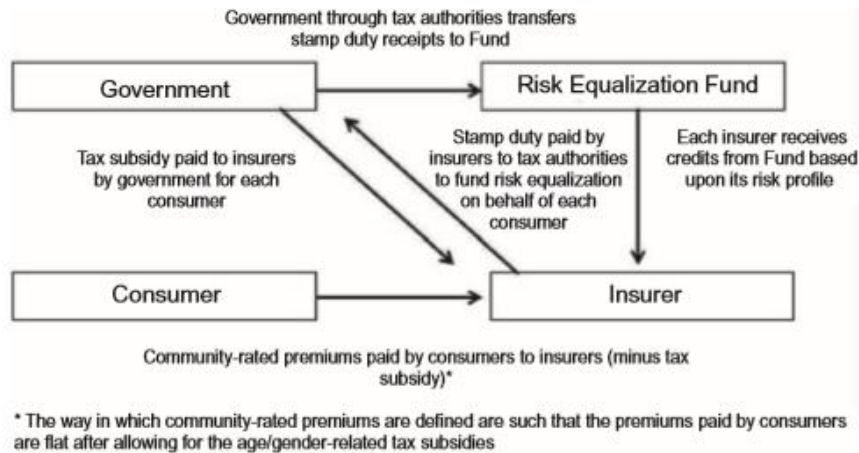 Government through tax authorities transfers
stamp duty receipts to Fund
Government
Risk Equalization Fund
Tax subsidy paid to insurers
by government for each
consumer
Stamp duty paid by
insurers to tax authorities
to fund risk equalization
on behalf of each
consumer
Each insurer receives
credits from Fund based
upon its risk profile
Consumer
Insurer
Community-rated premiums paid by consumers to insurers (minus tax
subsidy)*
* The way in which community-rated premiums are defined are such that the premiums paid by consumers
are flat after allowing for the age/gender-related tax subsidies